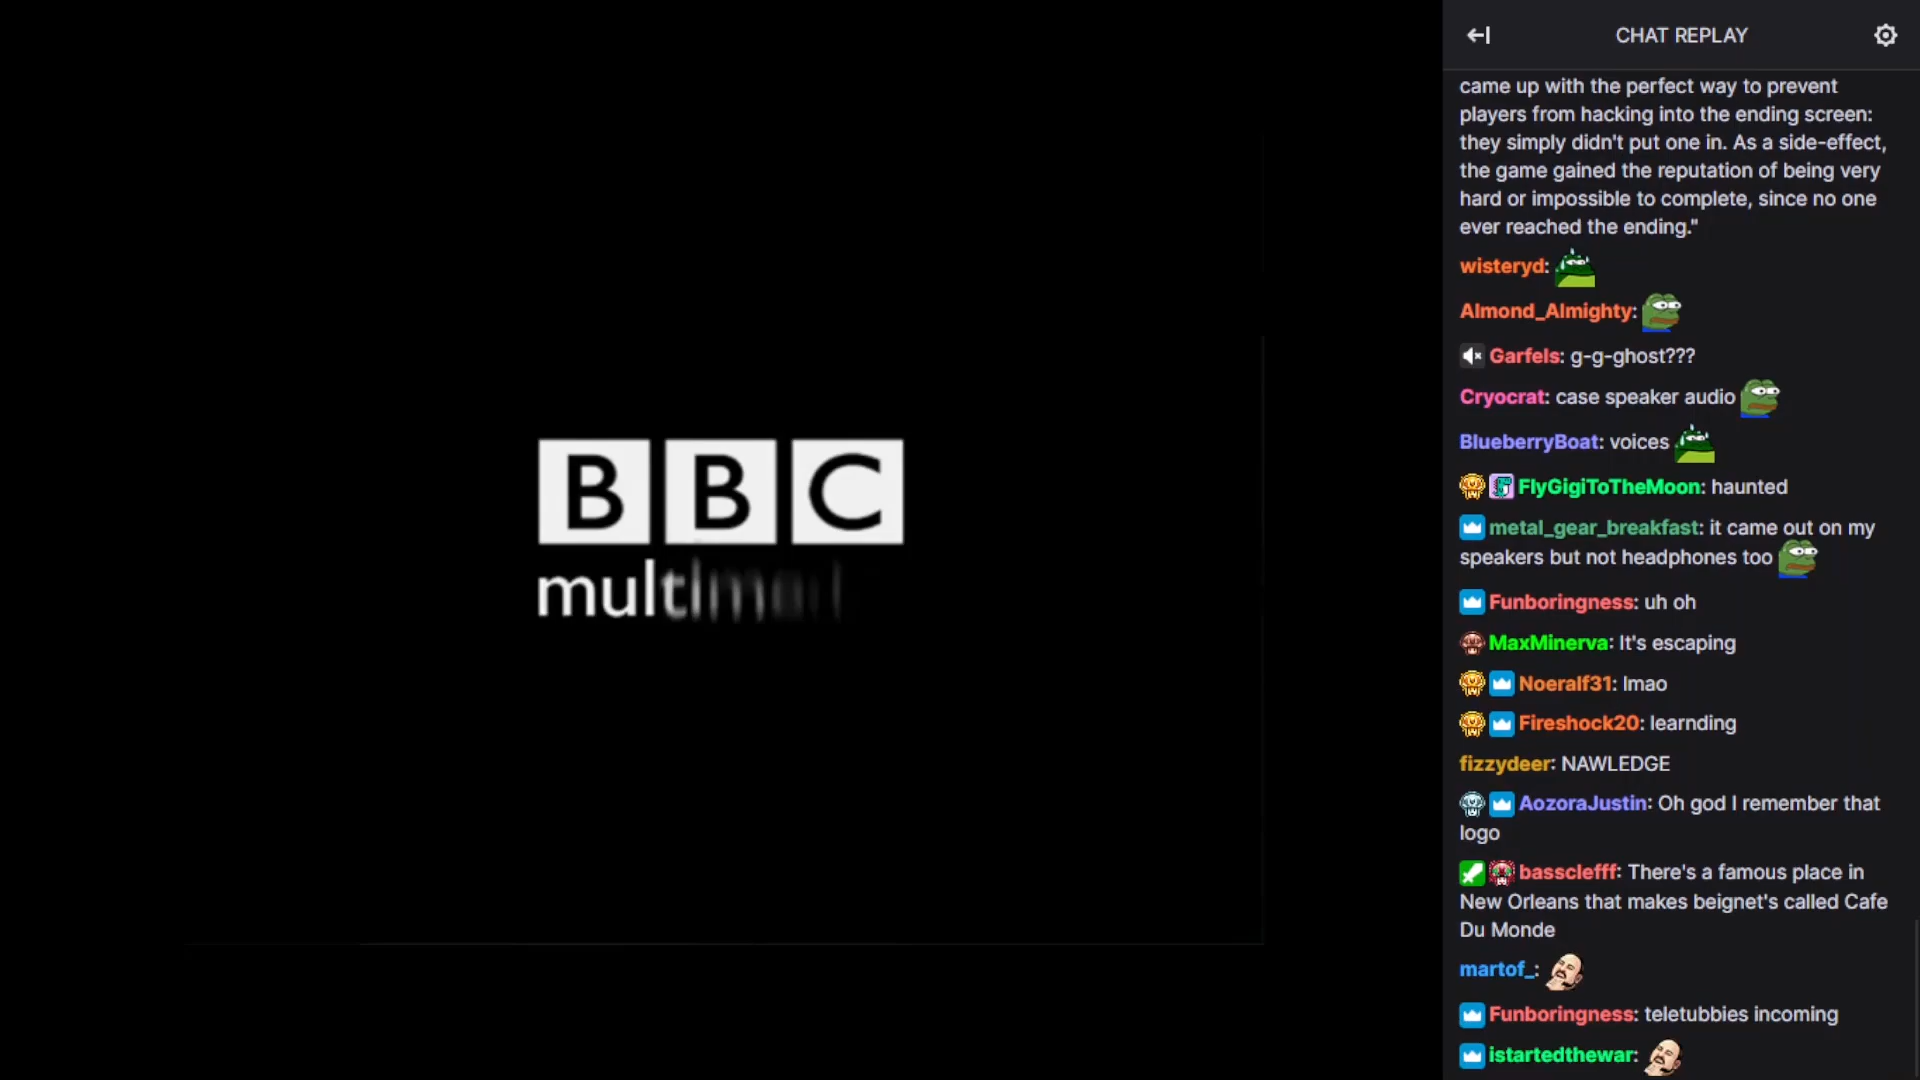 BBC
CHAT REPLAY
came up with the perfect way to prevent
players from hacking into the ending screen:
they simply didn't put one in. As a side-effect,
the game gained the reputation of being very
hard or impossible to complete, since no one
ever reached the ending."
wisteryd:
Almond_Almighty:
Garfels: g-g-ghost???
Cryocrat: case speaker audio
BlueberryBoat: voices
FlyGigiToTheMoon: haunted
metal_gear_breakfast: it came out on my
speakers but not headphones too
Funboringness: uh oh
MaxMinerva: It's escaping
Noeralf31: lmao
Fireshock20: learnding
fizzydeer: NAWLEDGE
AozoraJustin: Oh god I remember that
logo
bassclefff: There's a famous place in
New Orleans that makes beignet's called Cafe
Du Monde
martof_:
Funboringness: teletubbies incoming
istartedthewar: